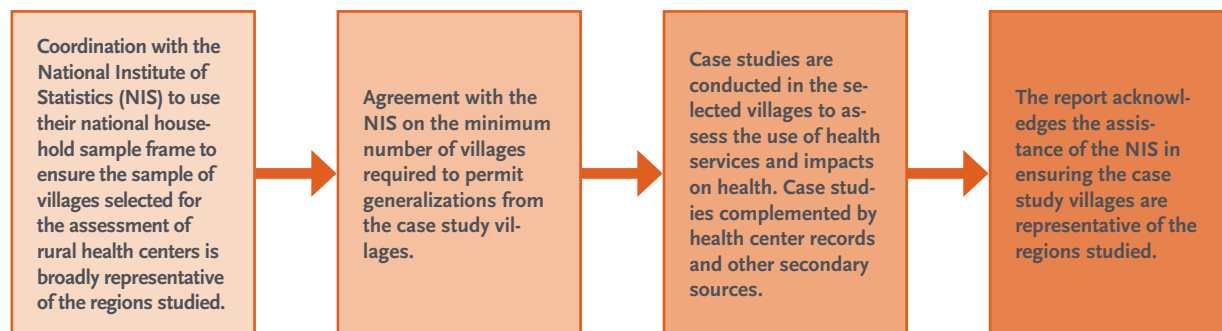 Coordination with the
National Institute of
Statistics (NIS) to use
their national house-
hold sample frame to
ensure the sample of
villages selected for
the assessment of
rural health centers is
broadly representative
of the regions studied.
Agreement with the
NIS on the minimum
number of villages
required to permit
generalizations from
the case study vil-
lages.
Case studies are
conducted in the se-
lected villages to as-
sess the use of health
services and impacts
on health. Case stud-
ies complemented by
health center records
and other secondary
sources.
The report acknowl-
edges the assis-
tance of the NIS in
ensuring the case
study villages are
representative of the
regions studied.